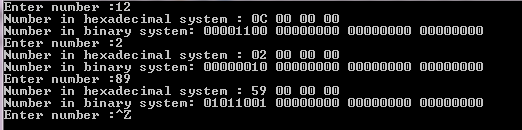 Enter number :12
Number in hexadecimal system : 0C 00 00 00
Number in binary system: 00001100 00000000 00000000 00000000
Enter number :2
Number in hexadecimal system : 02 00 00 00
Number in binary system: 00000010 00000000 00000000 00000000
Enter number :89
Number in hexadecimal system : 59 00 00 00
Number in binary system: 01011001 00000000 00000000 00000000
Enter number :^Z